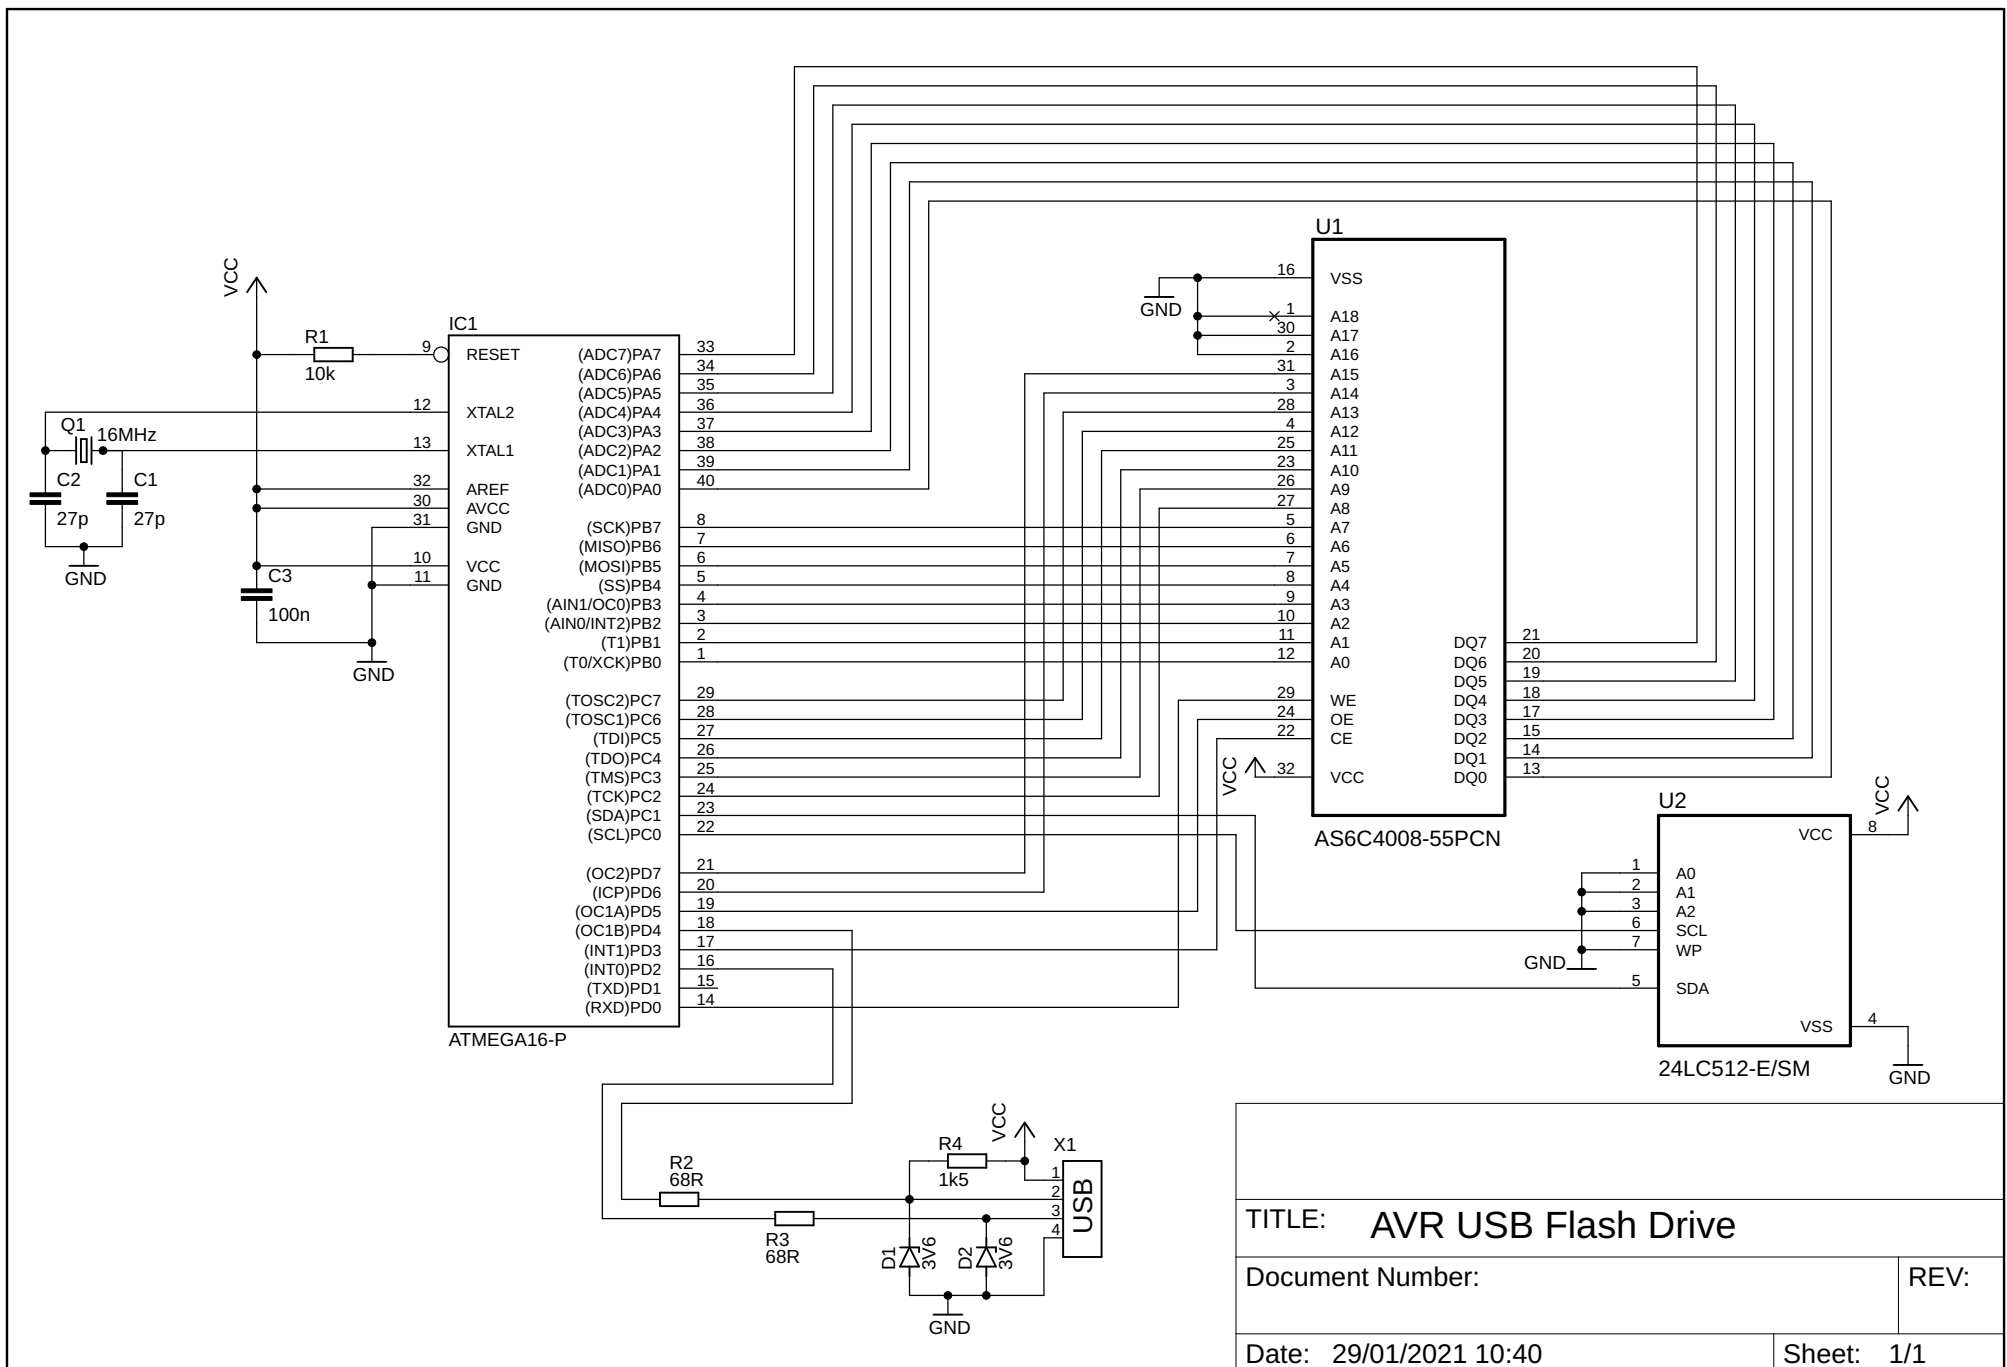 VCC
R1
10k
Q1
16MHz
C2
27p
C1
27p
GND
C3
100n
GND
IC1
9 RESET
12 XTAL2
13 XTAL1
32 AREF
30 AVCC
31 GND
10 VCC
11 GND
(ADC7)PA7 33
(ADC6)PA6 34
(ADC5)PA5 35
(ADC4)PA4 36
(ADC3)PA3 37
(ADC2)PA2 38
(ADC1)PA1 39
(ADC0)PA0 40
(SCK)PB7 8
(MISO)PB6 7
(MOSI)PB5 6
(SS)PB4 5
(AIN1/OC0)PB3 4
(AIN0/INT2)PB2 3
(T1)PB1 2
(T0/XCK)PB0 1
(TOSC2)PC7 29
(TOSC1)PC6 28
(TDI)PC5 27
(TDO)PC4 26
(TMS)PC3 25
(TCK)PC2 24
(SDA)PC1 23
(SCL)PC0 22
(OC2)PD7 21
(ICP)PD6 20
(OC1A)PD5 19
(OC1B)PD4 18
(INT1)PD3 17
(INT0)PD2 16
(TXD)PD1 15
(RXD)PD0 14
ATMEGA16-P
U1
GND
16 VSS
1 A18
30 A17
2 A16
31 A15
3 A14
28 A13
4 A12
25 A11
23 A10
26 A9
27 A8
5 A7
6 A6
7 A5
8 A4
9 A3
10 A2
11 A1
12 A0
29 WE
24 OE
22 CE
VCC
32 VCC
DQ7 21
DQ6 20
DQ5 19
DQ4 18
DQ3 17
DQ2 15
DQ1 14
DQ0 13
AS6C4008-55PCN
U2
VCC
VCC 8
1 A0
2 A1
3 A2
6 SCL
7 WP
GND
5 SDA
VSS 4
GND
24LC512-E/SM
R2
68R
R3
68R
R4
1k5
VCC
X1
1
2
3
4
USB
D1
3V6
D2
3V6
GND
TITLE: AVR USB Flash Drive
Document Number:
REV:
Date: 29/01/2021 10:40
Sheet: 1/1